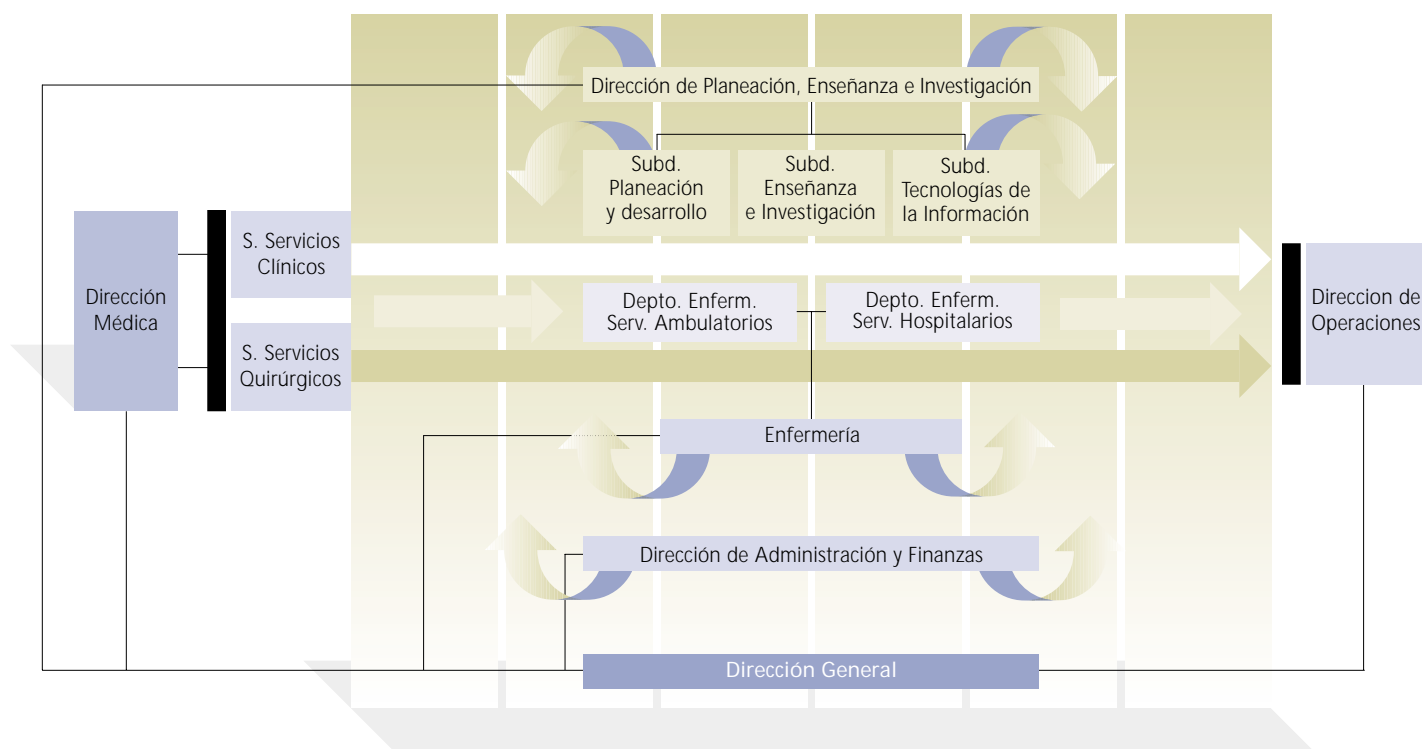 Dirección de Planeación, Enseñanza e Investigación
Subd.
Planeación
y desarrollo
Subd.
Enseñanza
e Investigación
Subd.
Tecnologías de
la Información
Dirección
Médica
S. Servicios
Clínicos
S. Servicios
Quirúrgicos
Depto. Enferm.
Serv. Ambulatorios
Depto. Enferm.
Serv. Hospitalarios
Direccion de
Operaciones
Enfermería
Dirección de Administración y Finanzas
Dirección General